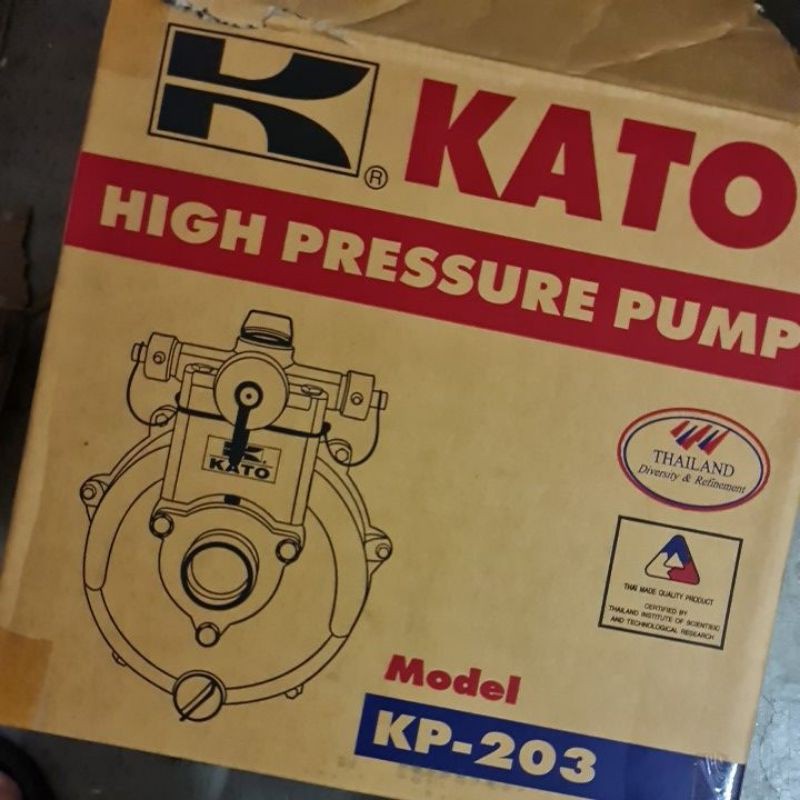 KATO
®
HIGH PRESSURE PUMP
KATO
THAILAND
Diversity & Refinement
THAI MADE QUALITY PRODUCT
CERTIFIED BY
THAILAND INSTITUTE OF SCIENTIFIC
AND TECHNOLOGICAL RESEARCH
Model
KP-203